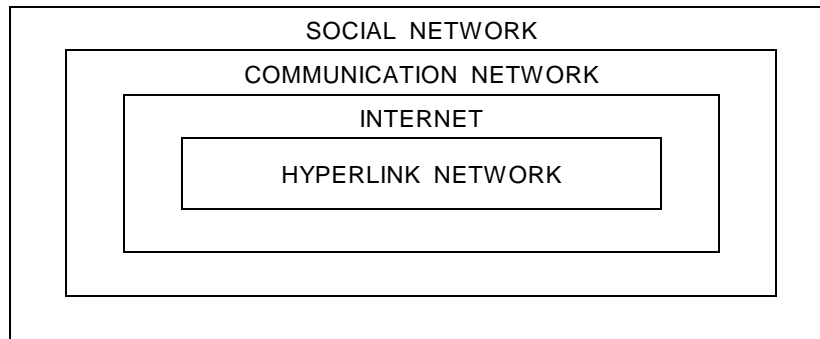 SOCIAL NETWORK
COMMUNICATION NETWORK
INTERNET
HYPERLINK NETWORK